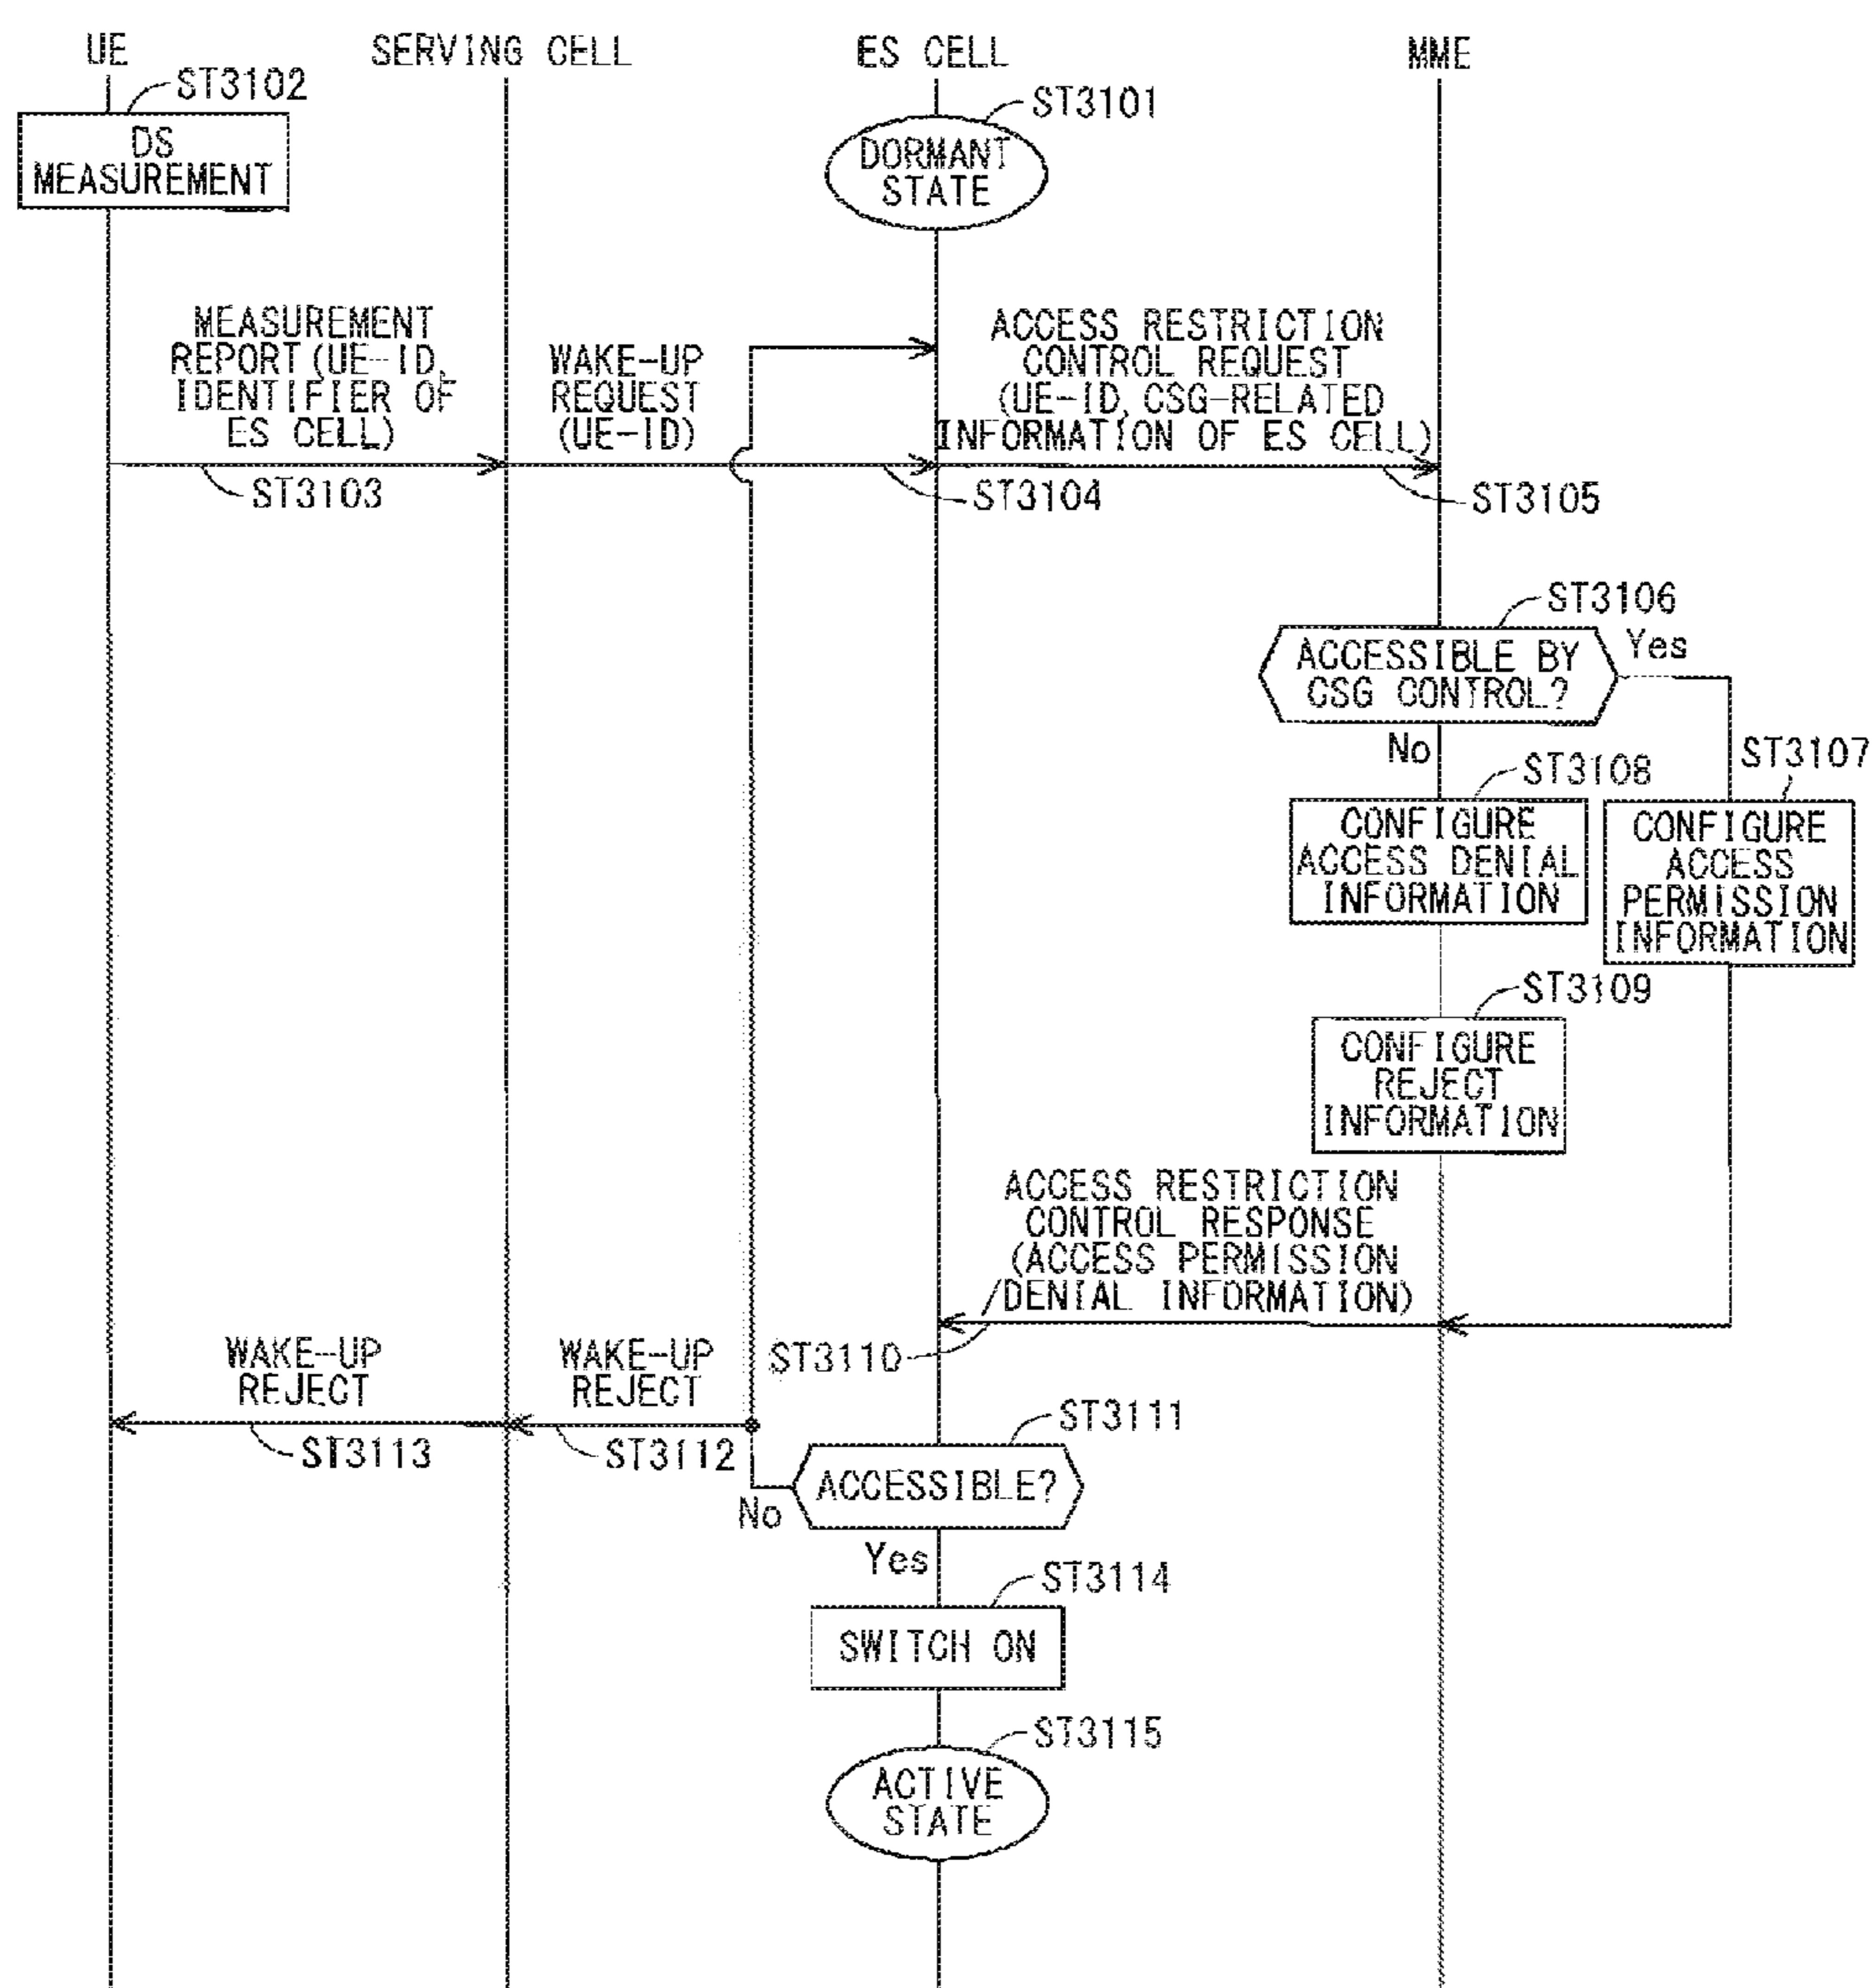 UE
SERVING CELL
ES CELL
MME
ST3102
ST3101
DS
MEASUREMENT
DORMANT
STATE
MEASUREMENT
REPORT(UE-ID,
IDENTIFIER OF
ES CELL)
WAKE-UP
REQUEST
(UE-ID)
ACCESS RESTRICTION
CONTROL REQUEST
(UE-ID, CSG-RELATED
INFORMATION OF ES CELL)
ST3103
ST3104
ST3105
ST3106
ACCESSIBLE BY
CSG CONTROL?
Yes
No
ST3108
ST3107
CONFIGURE
ACCESS DENIAL
INFORMATION
CONFIGURE
ACCESS
PERMISSION
INFORMATION
ST3109
CONFIGURE
REJECT
INFORMATION
ACCESS RESTRICTION
CONTROL RESPONSE
(ACCESS PERMISSION
/DENIAL INFORMATION)
ST3110
WAKE-UP
REJECT
WAKE-UP
REJECT
ST3113
ST3112
ST3111
ACCESSIBLE?
No
Yes
ST3114
SWITCH ON
ST3115
ACTIVE
STATE